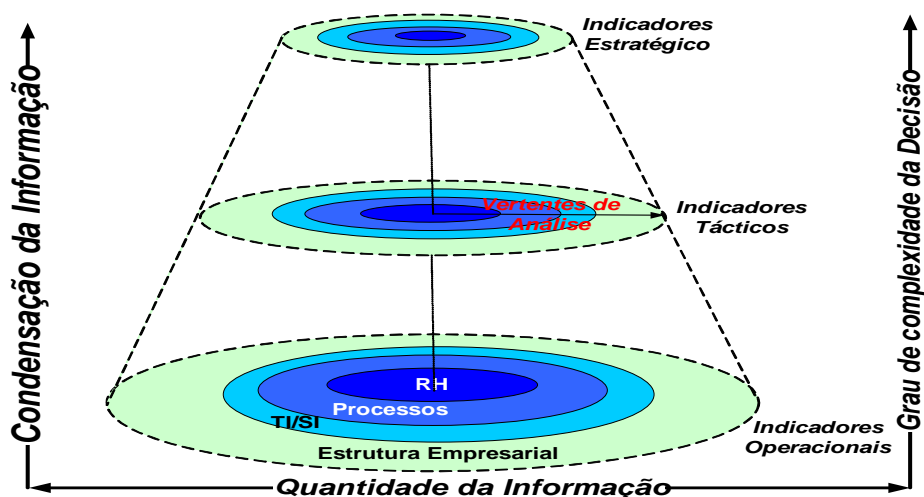 Indicadores
Estratégico
Condensação da Informação
Grau de complexidade da Decisão
Vertentes de
Análise
Indicadores
Tácticos
RH
Processos
TI/SI
Estrutura Empresarial
Indicadores
Operacionais
Quantidade da Informação